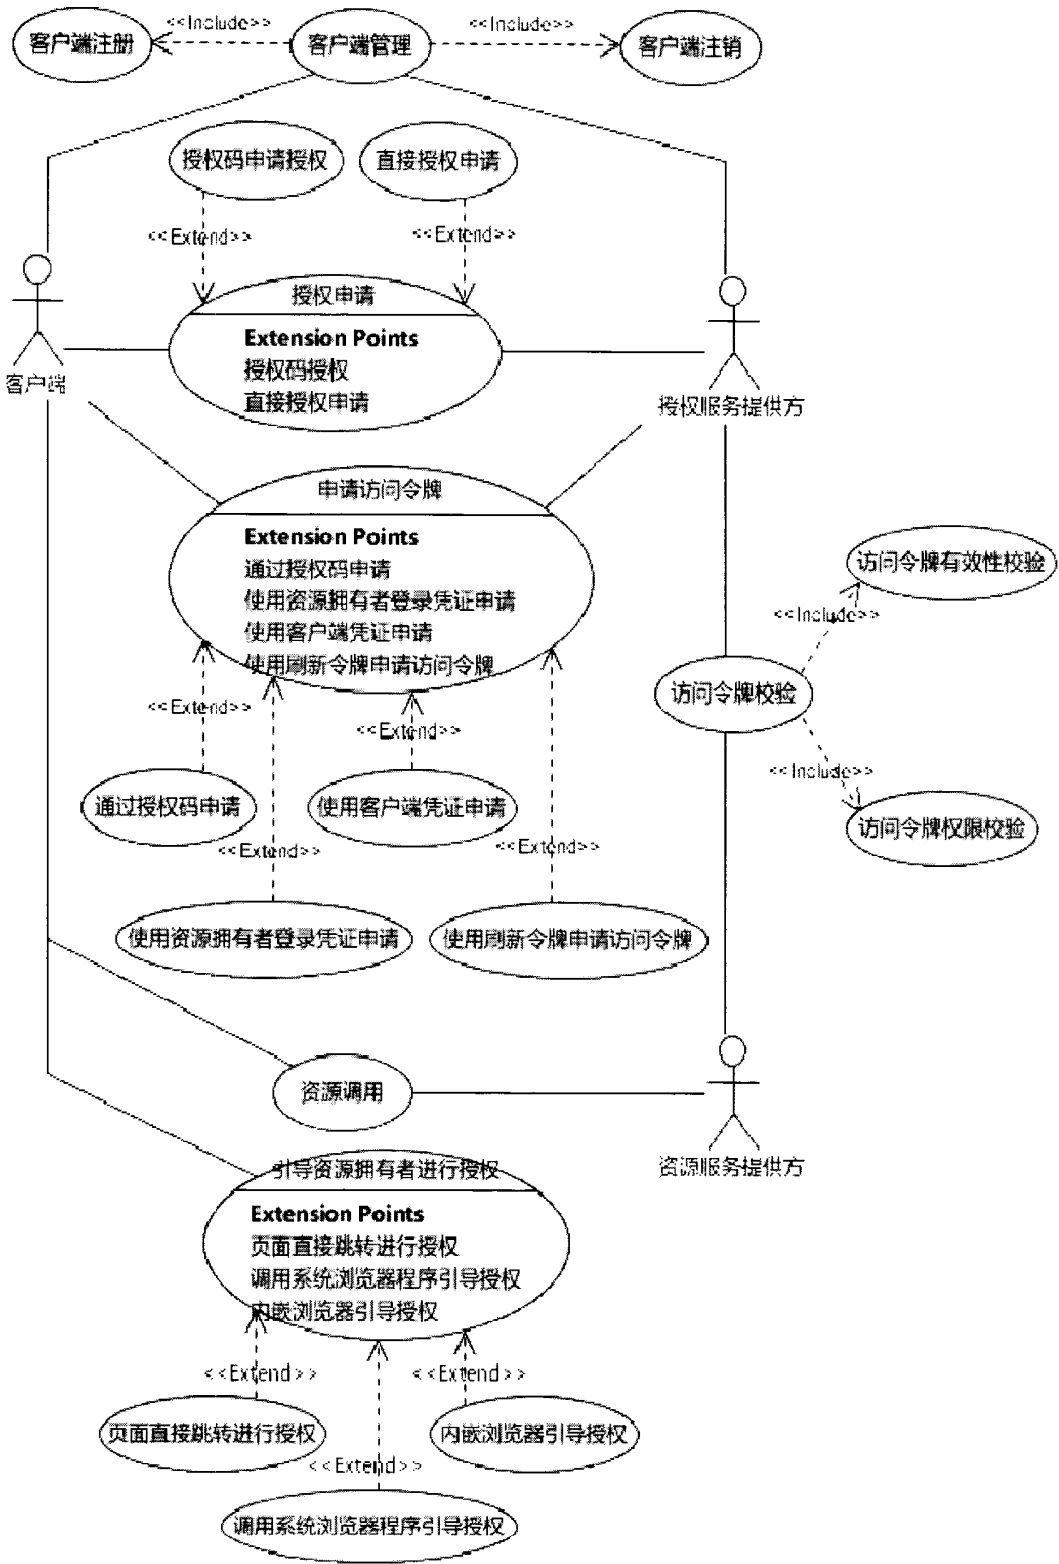 <<Include>>
<<Include>>
客户端注册
客户端管理
客户端注销
授权码申请授权
直接授权申请
<<Extend>>
<<Extend>>
授权申请
Extension Points
授权码授权
直接授权申请
客户端
授权服务提供方
申请访问令牌
Extension Points
通过授权码申请
使用资源拥有者登录凭证申请
使用客户端凭证申请
使用刷新令牌申请访问令牌
访问令牌有效性校验
<<Include>>
访问令牌校验
<<Extend>>
<<Extend>>
<<Include>>
通过授权码申请
使用客户端凭证申请
访问令牌权限校验
<<Extend>>
<<Extend>>
使用资源拥有者登录凭证申请
使用刷新令牌申请访问令牌
资源调用
资源服务提供方
引导资源拥有者进行授权
Extension Points
页面直接跳转进行授权
调用系统浏览器程序引导授权
内嵌浏览器引导授权
<<Extend>>
<<Extend>>
页面直接跳转进行授权
内嵌浏览器引导授权
<<Extend>>
调用系统浏览器程序引导授权